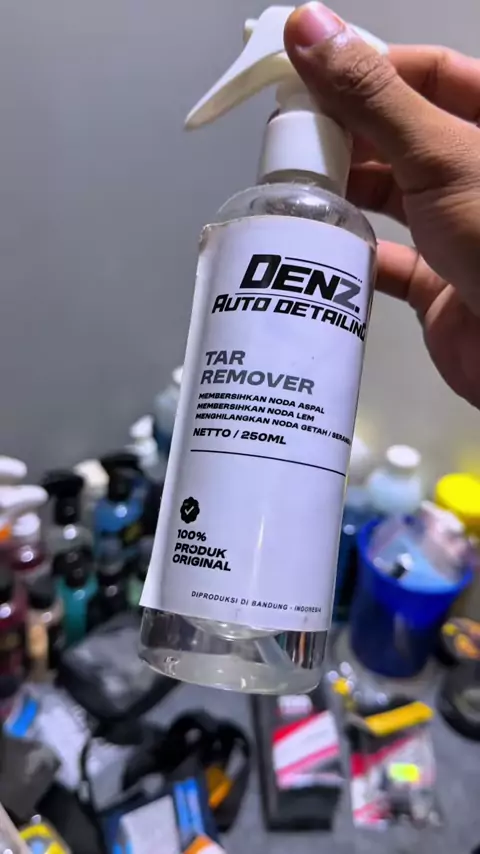 DENZ.
AUTO DETAILING
TAR
REMOVER
MEMBERSIHKAN NODA ASPAL
MEMBERSIHKAN NODA LEM
MENGHILANGKAN NODA GETAH /
NETTO / 250ML
100%
PRODUK
ORIGINAL
DIPRODUKSI DI BANDUNG - INDONESIA